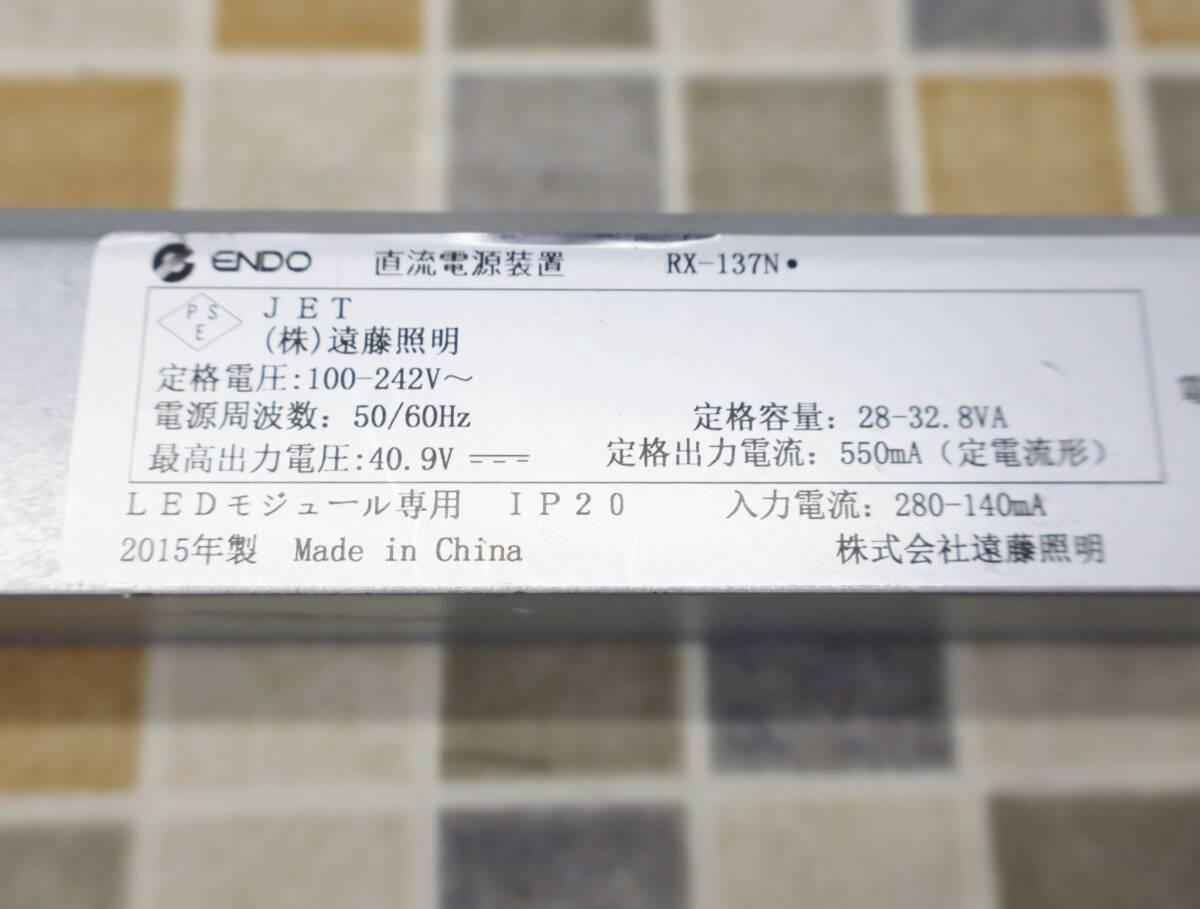 ENDO 直流電源装置 RX-137N•
PSE JET
(株)遠藤照明
定格電圧:100-242V～
電源周波数: 50/60Hz 定格容量: 28-32.8VA
最高出力電圧:40.9V 定格出力電流: 550mA（定電流形）
LEDモジュール専用 IP20 入力電流: 280-140mA
2015年製 Made in China 株式会社遠藤照明